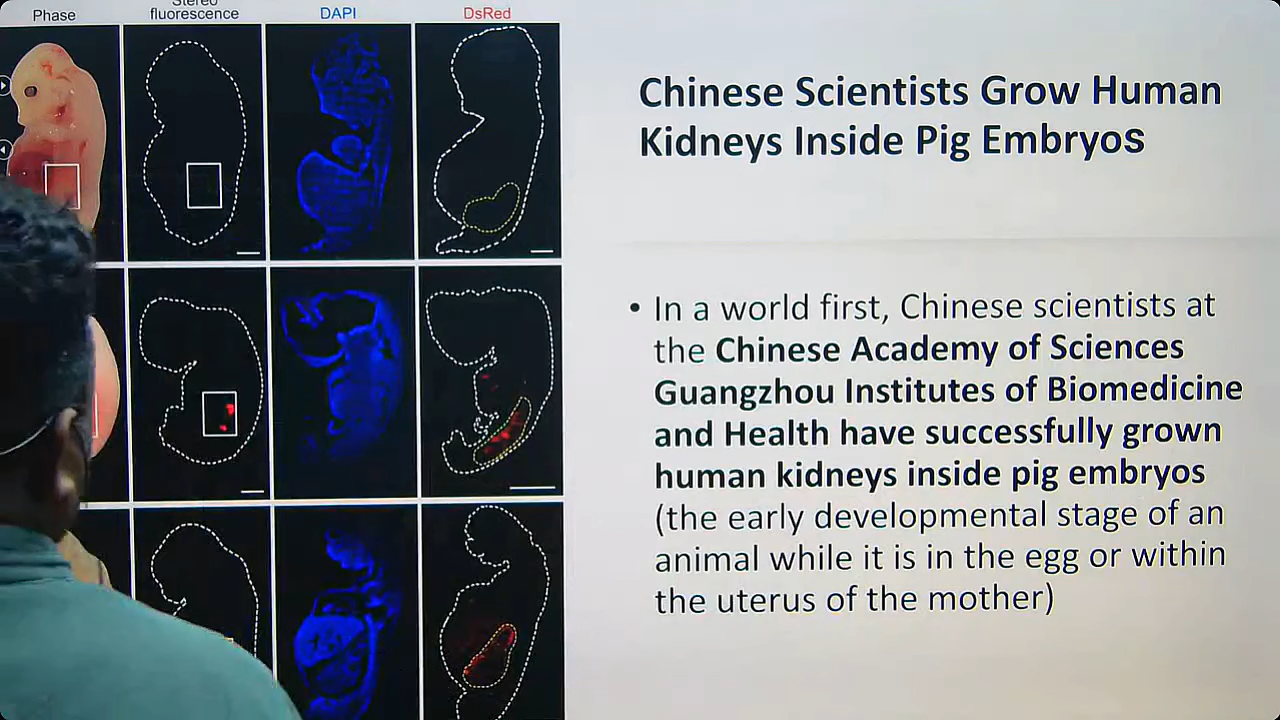 Phase
Stereo
fluorescence
DAPI
DsRed
Chinese Scientists Grow Human
Kidneys Inside Pig Embryos
• In a world first, Chinese scientists at
the Chinese Academy of Sciences
Guangzhou Institutes of Biomedicine
and Health have successfully grown
human kidneys inside pig embryos
(the early developmental stage of an
animal while it is in the egg or within
the uterus of the mother)